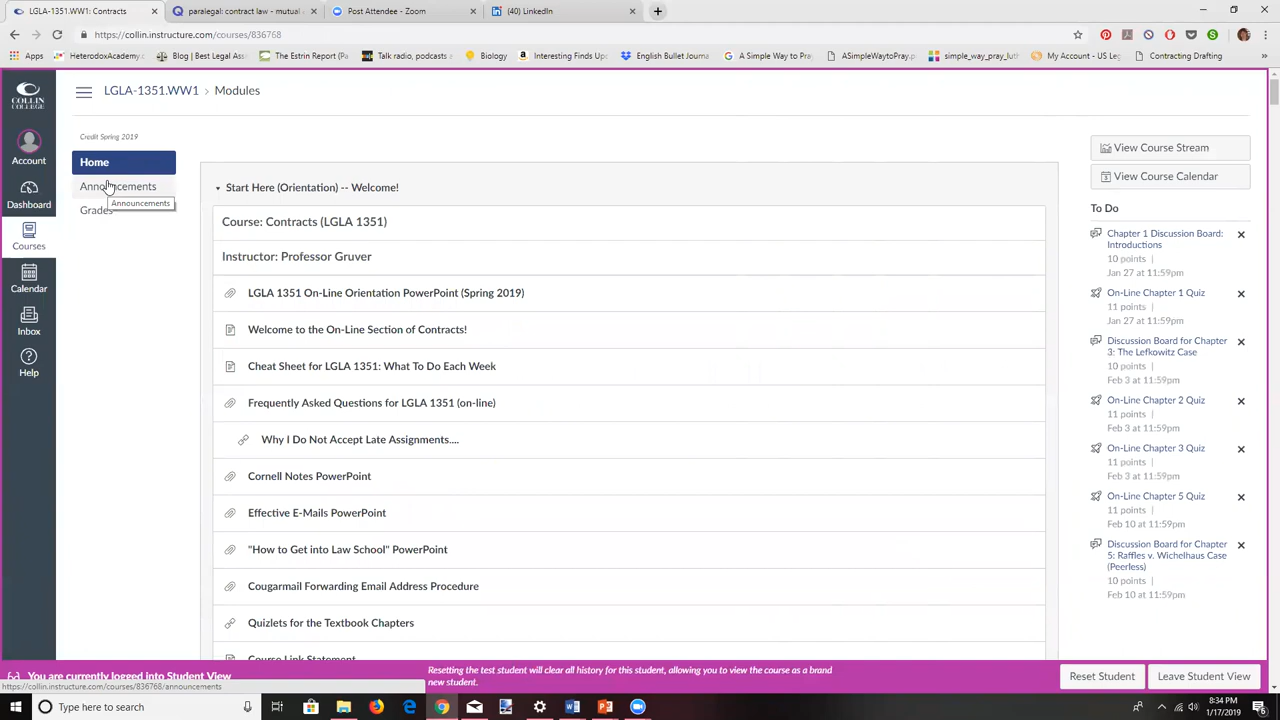 LGLA-1351.WW1: Contracts
paralegal: contract law - mutual
Post Attendee - Zoom
(40) LinkedIn
https://collin.instructure.com/courses/836768
Apps
HeterodoxAcademy
Blog | Best Legal Ass
The Estrin Report (Pa
Talk radio, podcasts
Biology
Interesting Finds Up
English Bullet Journal
A Simple Way to Pray
ASimpleWaytoPray.p
simple_way_pray_luth
My Account - US Leg
Contracting Drafting
COLLIN
COLLEGE
Account
Dashboard
Courses
Calendar
Inbox
Help
LGLA-1351.WW1 › Modules
Credit Spring 2019
Home
Announcements
Announcements
Grades
Start Here (Orientation) -- Welcome!
Course: Contracts (LGLA 1351)
Instructor: Professor Gruver
LGLA 1351 On-Line Orientation PowerPoint (Spring 2019)
Welcome to the On-Line Section of Contracts!
Cheat Sheet for LGLA 1351: What To Do Each Week
Frequently Asked Questions for LGLA 1351 (on-line)
Why I Do Not Accept Late Assignments....
Cornell Notes PowerPoint
Effective E-Mails PowerPoint
"How to Get into Law School" PowerPoint
Cougarmail Forwarding Email Address Procedure
Quizlets for the Textbook Chapters
Course Link Statement
View Course Stream
View Course Calendar
To Do
Chapter 1 Discussion Board:
Introductions
10 points |
Jan 27 at 11:59pm
On-Line Chapter 1 Quiz
11 points |
Jan 27 at 11:59pm
Discussion Board for Chapter
3: The Lefkowitz Case
10 points |
Feb 3 at 11:59pm
On-Line Chapter 2 Quiz
11 points |
Feb 3 at 11:59pm
On-Line Chapter 3 Quiz
11 points |
Feb 3 at 11:59pm
On-Line Chapter 5 Quiz
11 points |
Feb 10 at 11:59pm
Discussion Board for Chapter
5: Raffles v. Wichelhaus Case
(Peerless)
10 points |
Feb 10 at 11:59pm
You are currently logged into Student View
Resetting the test student will clear all history for this student, allowing you to view the course as a brand
new student.
Reset Student
Leave Student View
https://collin.instructure.com/courses/836768/announcements
Type here to search
8:34 PM
1/17/2019